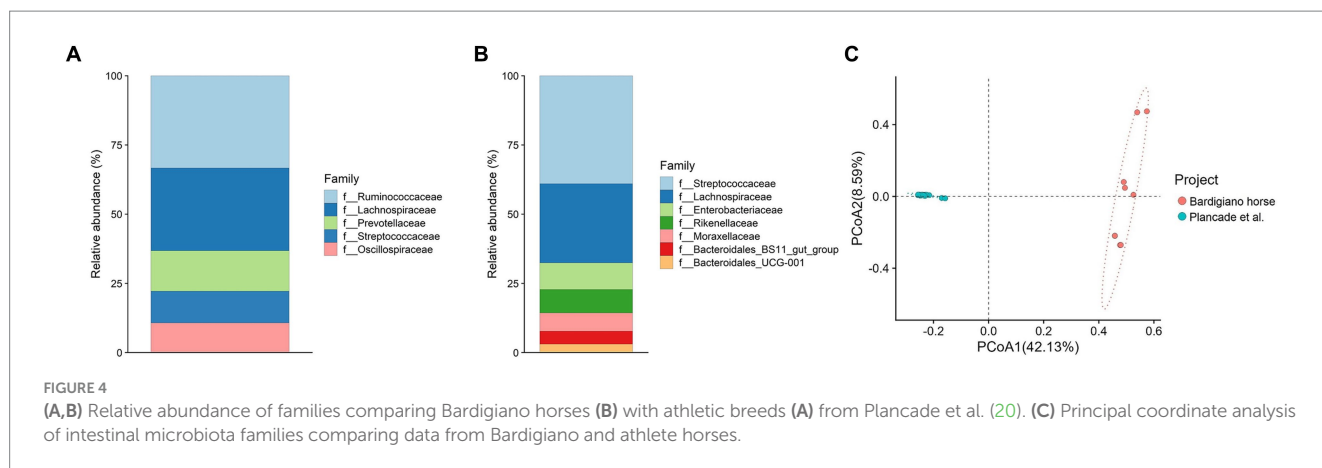 A
Relative abundance (%)
100
75
50
25
0
Family
f__Ruminococcaceae
f__Lachnospiraceae
f__Prevotellaceae
f__Streptococcaceae
f__Oscillospiraceae
B
Relative abundance (%)
100
75
50
25
0
Family
f__Streptococcaceae
f__Lachnospiraceae
f__Enterobacteriaceae
f__Rikenellaceae
f__Moraxellaceae
f__Bacteroidales_BS11_gut_group
f__Bacteroidales_UCG-001
C
PCoA2(8.59%)
0.4
0.0
-0.4
-0.2
0.0
0.2
0.4
0.6
PCoA1(42.13%)
Project
Bardigiano horse
Plancade et al.
FIGURE 4
(A,B) Relative abundance of families comparing Bardigiano horses (B) with athletic breeds (A) from Plancade et al. (20). (C) Principal coordinate analysis
of intestinal microbiota families comparing data from Bardigiano and athlete horses.